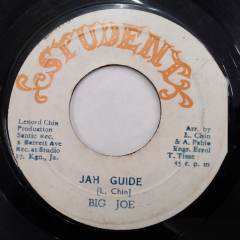 STUDENT
Lenord Chin
Production
Santic Rec.
2 Barrett Ave
Rec. at Studio
17. Kgn., Ja.
Arr. by
L. Chin
& A. Pablo
Engr. Errol
T. Time
45 r. p. m
JAH GUIDE
[L. Chin]
BIG JOE